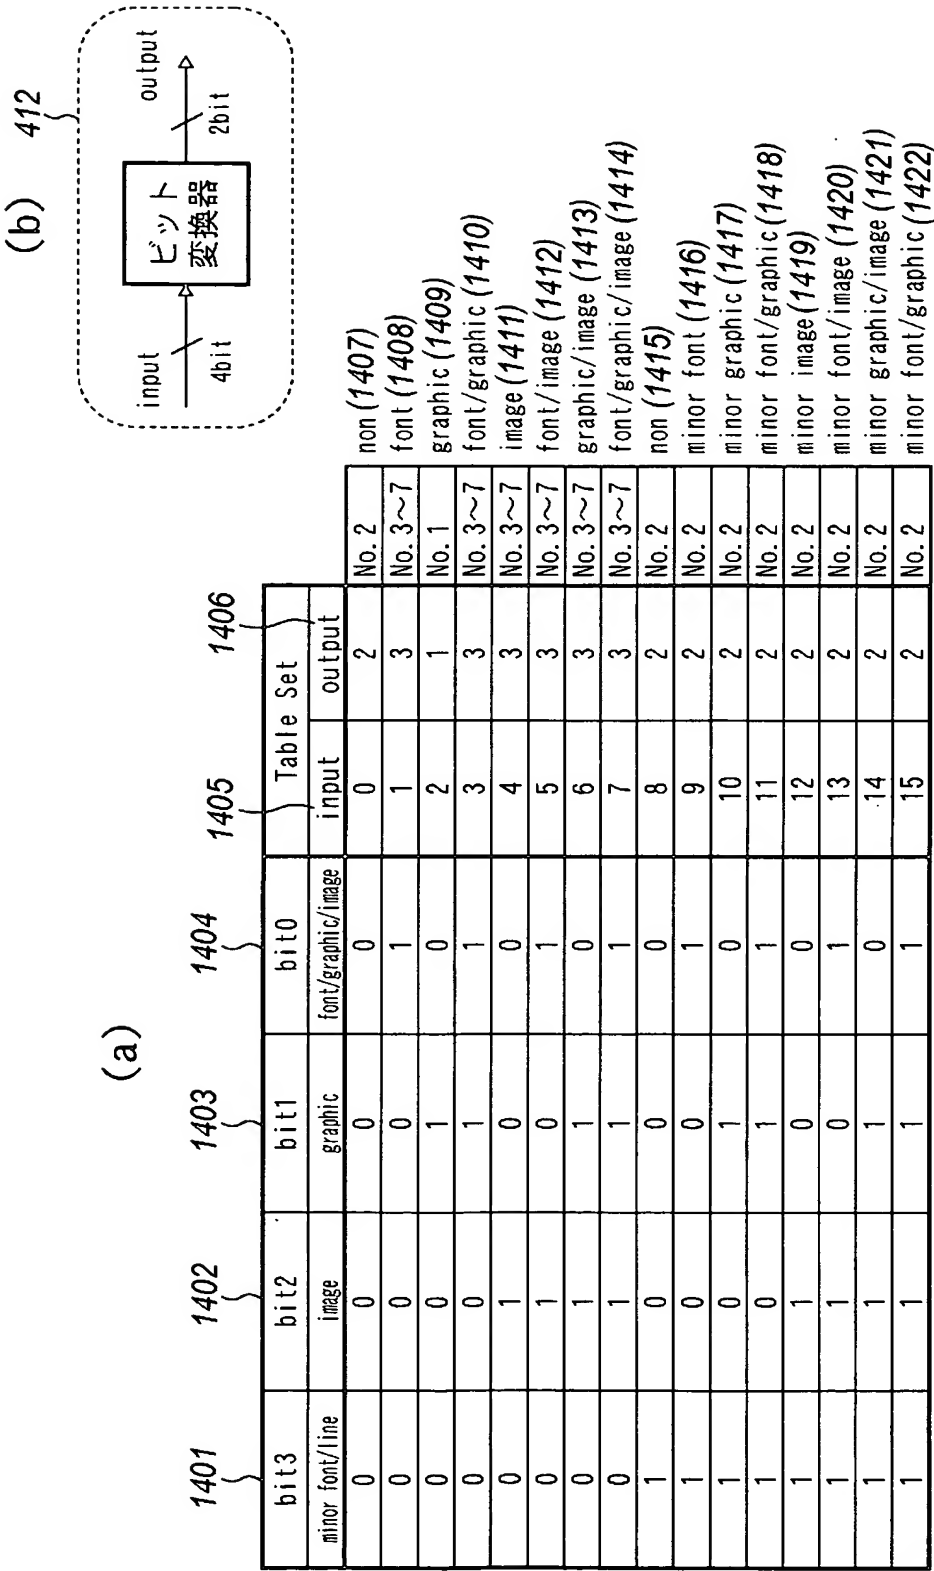 (a)
1401 1402 1403 1404 1405 1406
bit3 bit2 bit1 bit0 Table Set
minor font/line image graphic font/graphic/image input output
0 0 0 0 0 2 No. 2 non (1407)
0 0 0 1 1 3 No. 3〜7 font (1408)
0 0 1 0 2 1 No. 1 graphic (1409)
0 0 1 1 3 3 No. 3〜7 font/graphic (1410)
0 1 0 0 4 3 No. 3〜7 image (1411)
0 1 0 1 5 3 No. 3〜7 font/image (1412)
0 1 1 0 6 3 No. 3〜7 graphic/image (1413)
0 1 1 1 7 3 No. 3〜7 font/graphic/image (1414)
1 0 0 0 8 2 No. 2 non (1415)
1 0 0 1 9 2 No. 2 minor font (1416)
1 0 1 0 10 2 No. 2 minor graphic (1417)
1 0 1 1 11 2 No. 2 minor font/graphic (1418)
1 1 0 0 12 2 No. 2 minor image (1419)
1 1 0 1 13 2 No. 2 minor font/image (1420)
1 1 1 0 14 2 No. 2 minor graphic/image (1421)
1 1 1 1 15 2 No. 2 minor font/graphic (1422)
(b)
412
input
4bit
ビット
変換器
output
2bit